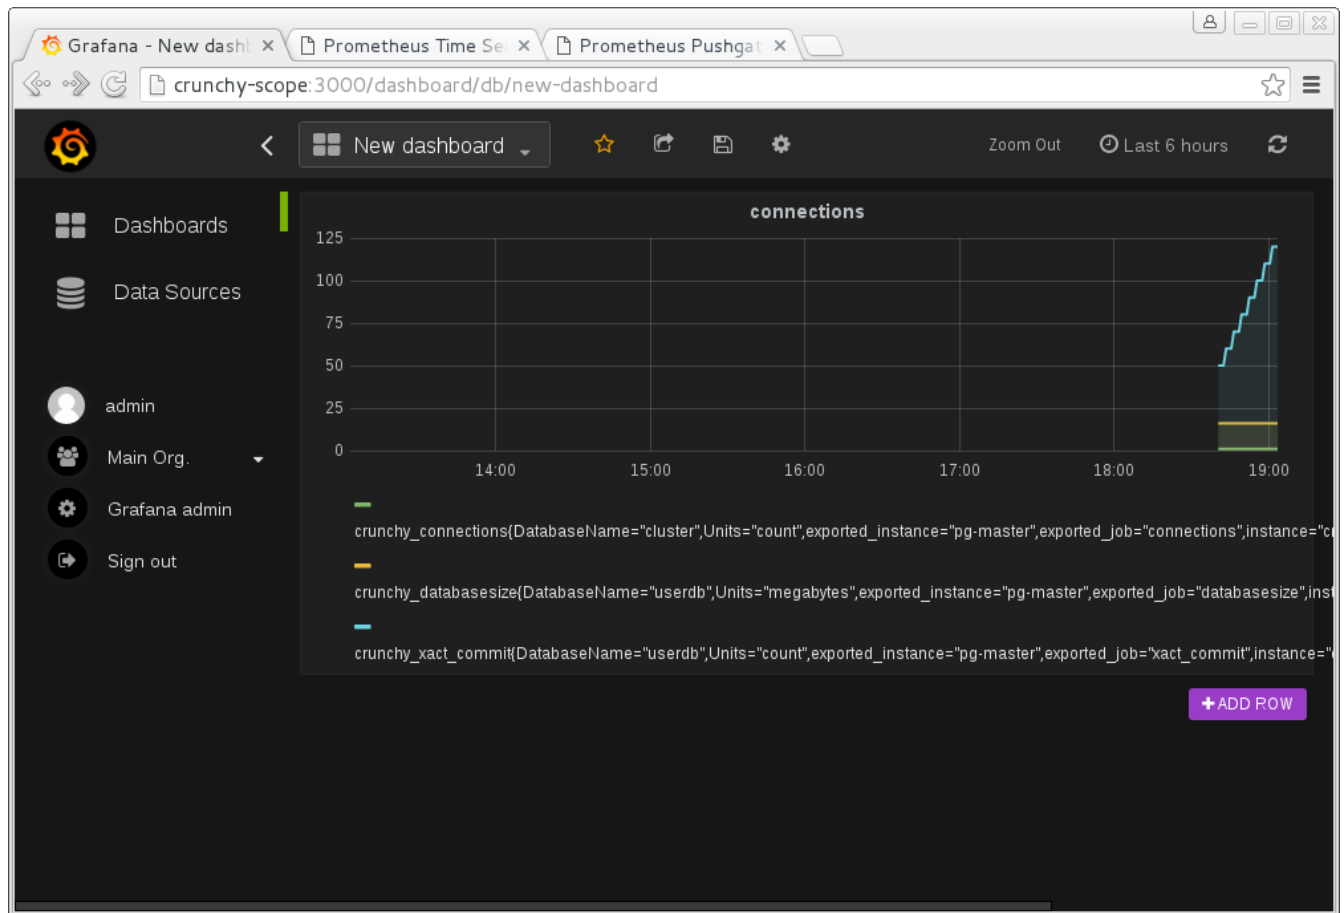 Grafana - New dash
Prometheus Time Se
Prometheus Pushgat
crunchy-scope:3000/dashboard/db/new-dashboard
New dashboard
Zoom Out
Last 6 hours
Dashboards
Data Sources
admin
Main Org.
Grafana admin
Sign out
connections
125
100
75
50
25
0
14:00
15:00
16:00
17:00
18:00
19:00
crunchy_connections{DatabaseName="cluster",Units="count",exported_instance="pg-master",exported_job="connections",instance="cr
crunchy_databasesize{DatabaseName="userdb",Units="megabytes",exported_instance="pg-master",exported_job="databasesize",inst
crunchy_xact_commit{DatabaseName="userdb",Units="count",exported_instance="pg-master",exported_job="xact_commit",instance="
+ ADD ROW